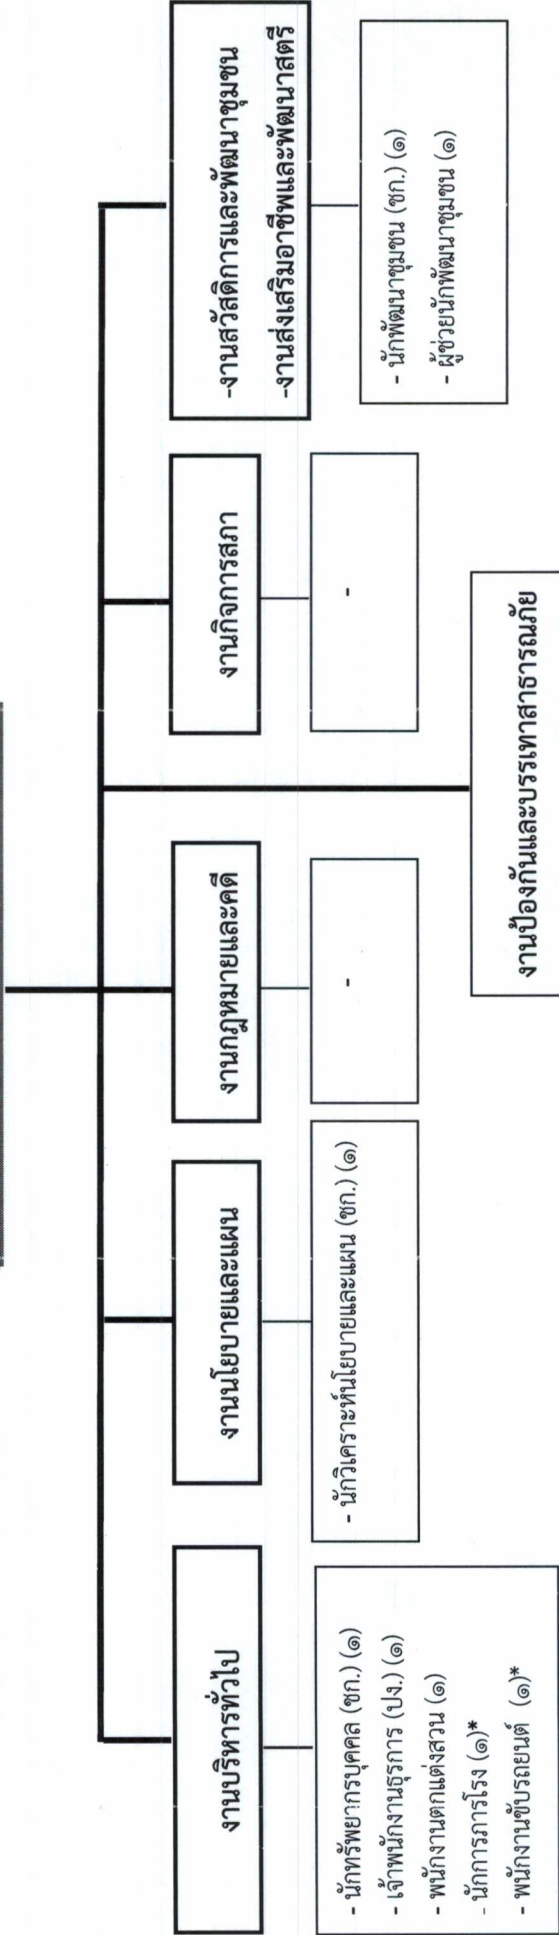 งานบริหารทั่วไป
- นักทรัพยากรบุคคล (ชก.) (๑)
- เจ้าพนักงานธุรการ (ปง.) (๑)
- พนักงานตกแต่งสวน (๑)
- นักการภารโรง (๑)*
- พนักงานขับรถยนต์ (๑)*
งานนโยบายและแผน
- นักวิเคราะห์นโยบายและแผน (ชก.) (๑)
งานกฎหมายและคดี
-
งานกิจการสภา
-
-งานสวัสดิการและพัฒนาชุมชน
-งานส่งเสริมอาชีพและพัฒนาสตรี
- นักพัฒนาชุมชน (ชก.) (๑)
- ผู้ช่วยนักพัฒนาชุมชน (๑)
งานป้องกันและบรรเทาสาธารณภัย